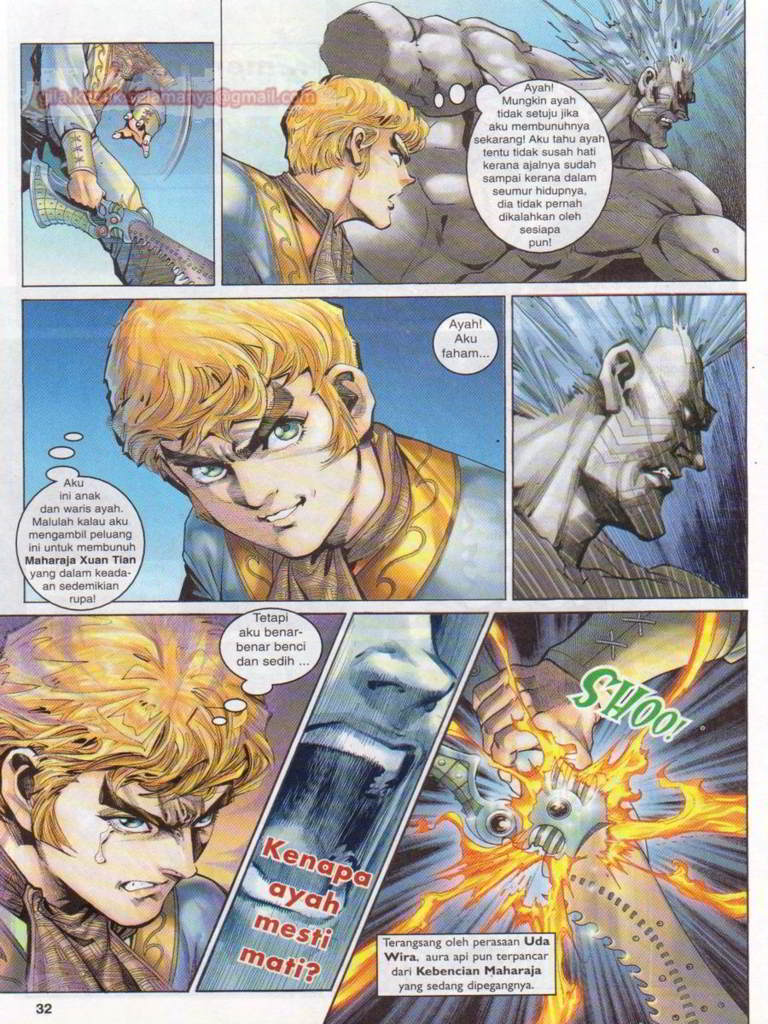 Ayah!
Mungkin ayah
tidak setuju jika
aku membunuhnya
sekarang! Aku tahu ayah
tentu tidak susah hati
kerana ajalnya sudah
sampai kerana dalam
seumur hidupnya,
dia tidak pernah
dikalahkan oleh
sesiapa
pun!
Ayah!
Aku
faham...
Aku
ini anak
dan waris ayah.
Malulah kalau aku
mengambil peluang
ini untuk membunuh
Maharaja Xuan Tian
yang dalam keada-
an sedemikian
rupa!
Tetapi
aku benar-
benar benci
dan sedih ...
Kenapa
ayah
mesti
mati?
SHOO!
Terangsang oleh perasaan Uda
Wira, aura api pun terpancar
dari Kebencian Maharaja
yang sedang dipegangnya.
32